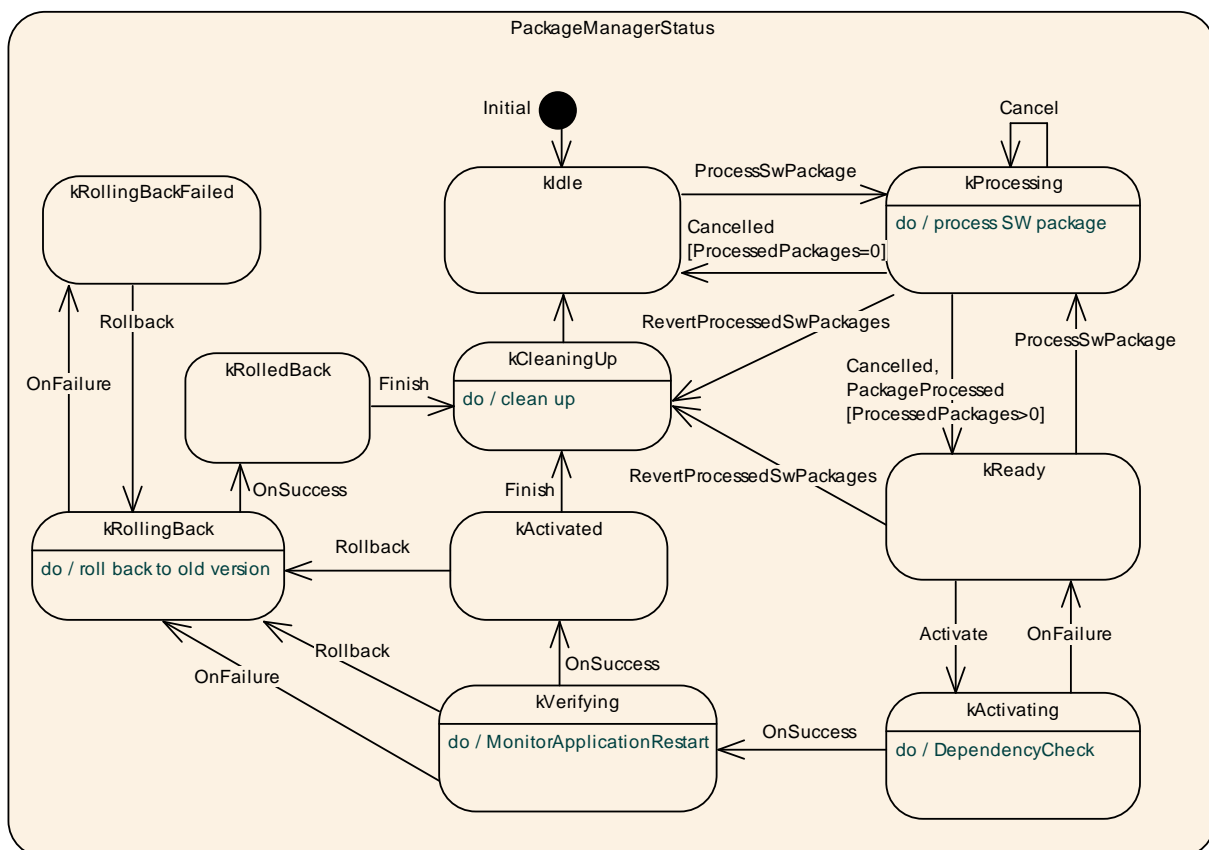 PackageManagerStatus
Initial
Cancel
kRollingBackFailed
kIdle
ProcessSwPackage
kProcessing
do / process SW package
Cancelled
[ProcessedPackages=0]
Rollback
RevertProcessedSwPackages
ProcessSwPackage
kCleaningUp
do / clean up
kRolledBack
Finish
OnFailure
Cancelled,
PackageProcessed
[ProcessedPackages>0]
kReady
RevertProcessedSwPackages
OnSuccess
Finish
kRollingBack
do / roll back to old version
Rollback
kActivated
Activate
OnFailure
Rollback
OnFailure
OnSuccess
kVerifying
do / MonitorApplicationRestart
OnSuccess
kActivating
do / DependencyCheck